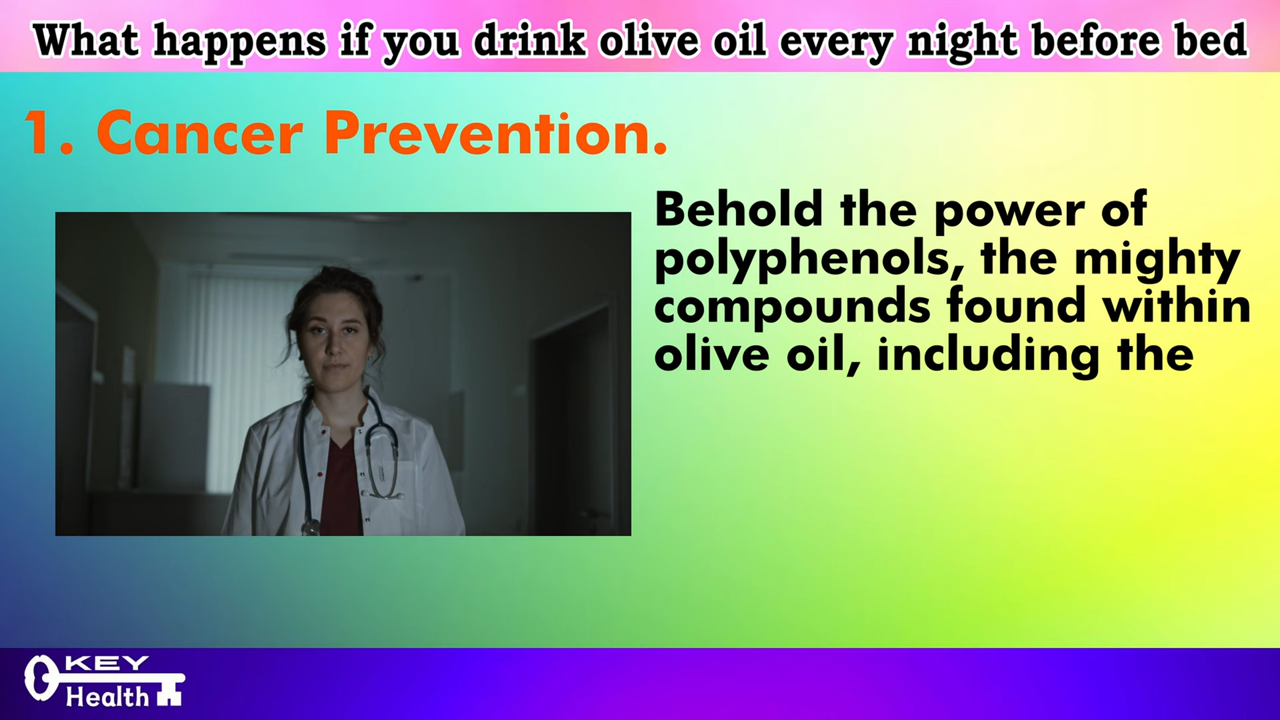 What happens if you drink olive oil every night before bed
1. Cancer Prevention.
Behold the power of
polyphenols, the mighty
compounds found within
olive oil, including the
KEY
Health